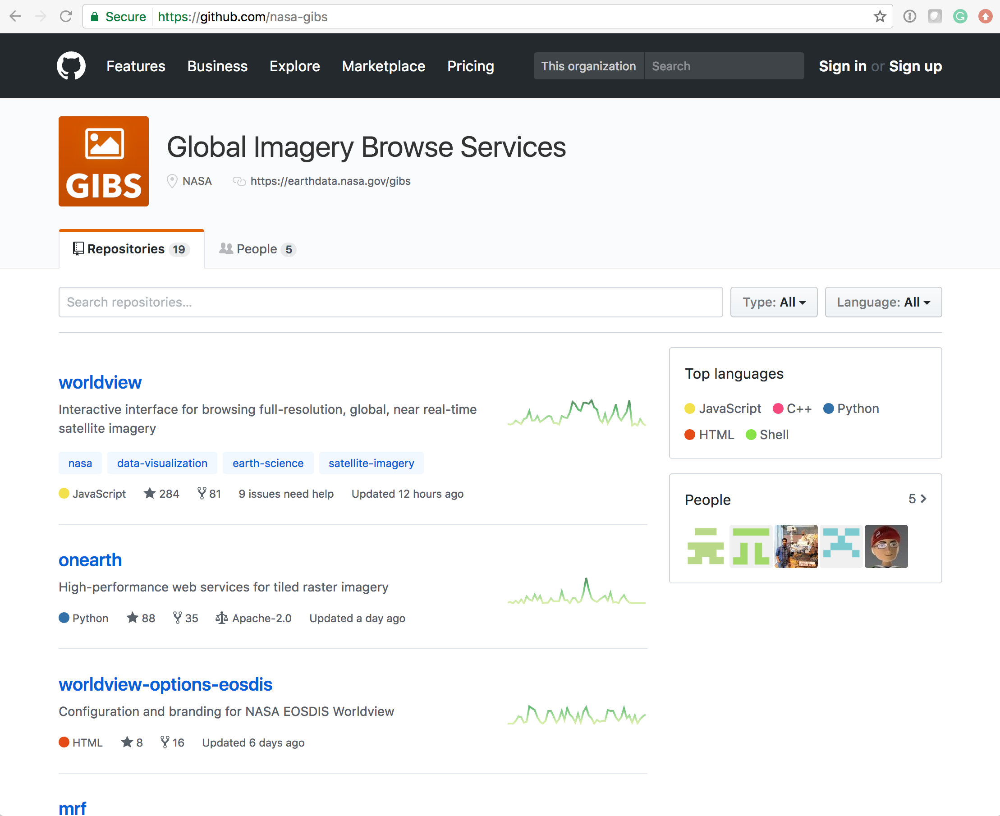 Secure https://github.com/nasa-gibs
Features Business Explore Marketplace Pricing This organization Search Sign in or Sign up
GIBS
Global Imagery Browse Services
NASA https://earthdata.nasa.gov/gibs
Repositories 19 People 5
Search repositories... Type: All Language: All
worldview
Interactive interface for browsing full-resolution, global, near real-time
satellite imagery
nasa data-visualization earth-science satellite-imagery
JavaScript 284 81 9 issues need help Updated 12 hours ago
onearth
High-performance web services for tiled raster imagery
Python 88 35 Apache-2.0 Updated a day ago
worldview-options-eosdis
Configuration and branding for NASA EOSDIS Worldview
HTML 8 16 Updated 6 days ago
mrf
Top languages
JavaScript C++ Python
HTML Shell
People 5